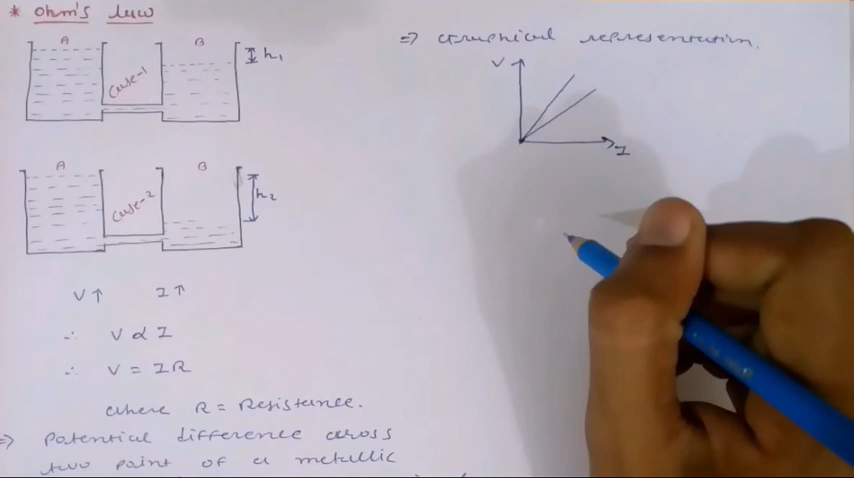 * Ohm's law
A
B
h1
Case-1
A
B
h2
Case-2
V↑ I↑
∴ V ∝ I
∴ V = IR
where R = Resistance.
⇒ Potential difference across
two point of a metallic
⇒ Graphical representation.
V
I